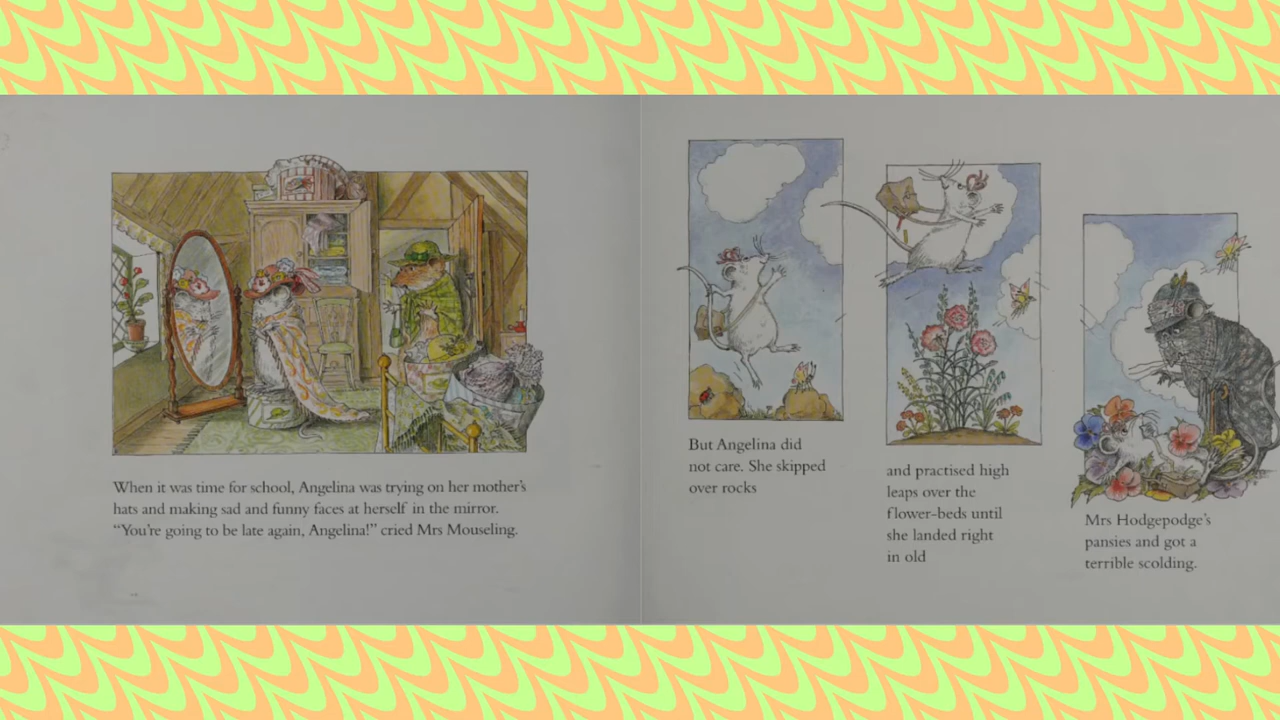 When it was time for school, Angelina was trying on her mother's
hats and making sad and funny faces at herself in the mirror.
“You're going to be late again, Angelina!” cried Mrs Mouseling.
But Angelina did
not care. She skipped
over rocks
and practised high
leaps over the
flower-beds until
she landed right
in old
Mrs Hodgepodge's
pansies and got a
terrible scolding.